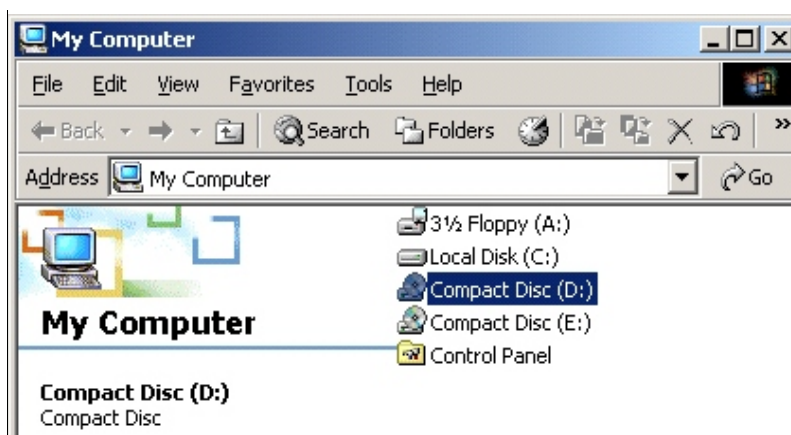 My Computer
File Edit View Favorites Tools Help
Back Search Folders »
Address My Computer Go
3½ Floppy (A:)
Local Disk (C:)
Compact Disc (D:)
Compact Disc (E:)
Control Panel
My Computer
Compact Disc (D:)
Compact Disc